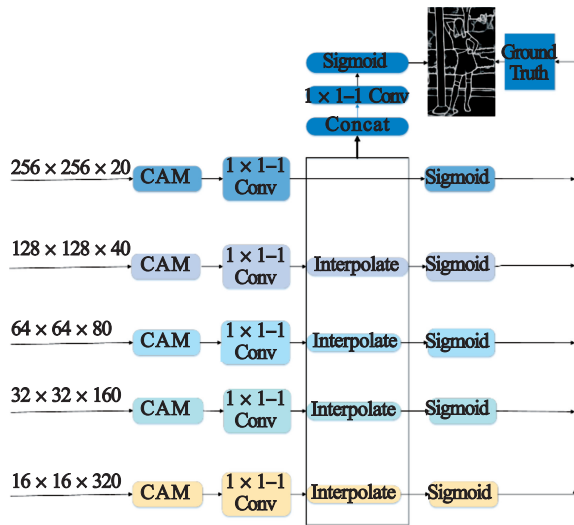 Sigmoid
Ground
Truth
1 × 1–1 Conv
Concat
256 × 256 × 20
CAM
1 × 1–1
Conv
Sigmoid
128 × 128 × 40
CAM
1 × 1–1
Conv
Interpolate
Sigmoid
64 × 64 × 80
CAM
1 × 1–1
Conv
Interpolate
Sigmoid
32 × 32 × 160
CAM
1 × 1–1
Conv
Interpolate
Sigmoid
16 × 16 × 320
CAM
1 × 1–1
Conv
Interpolate
Sigmoid